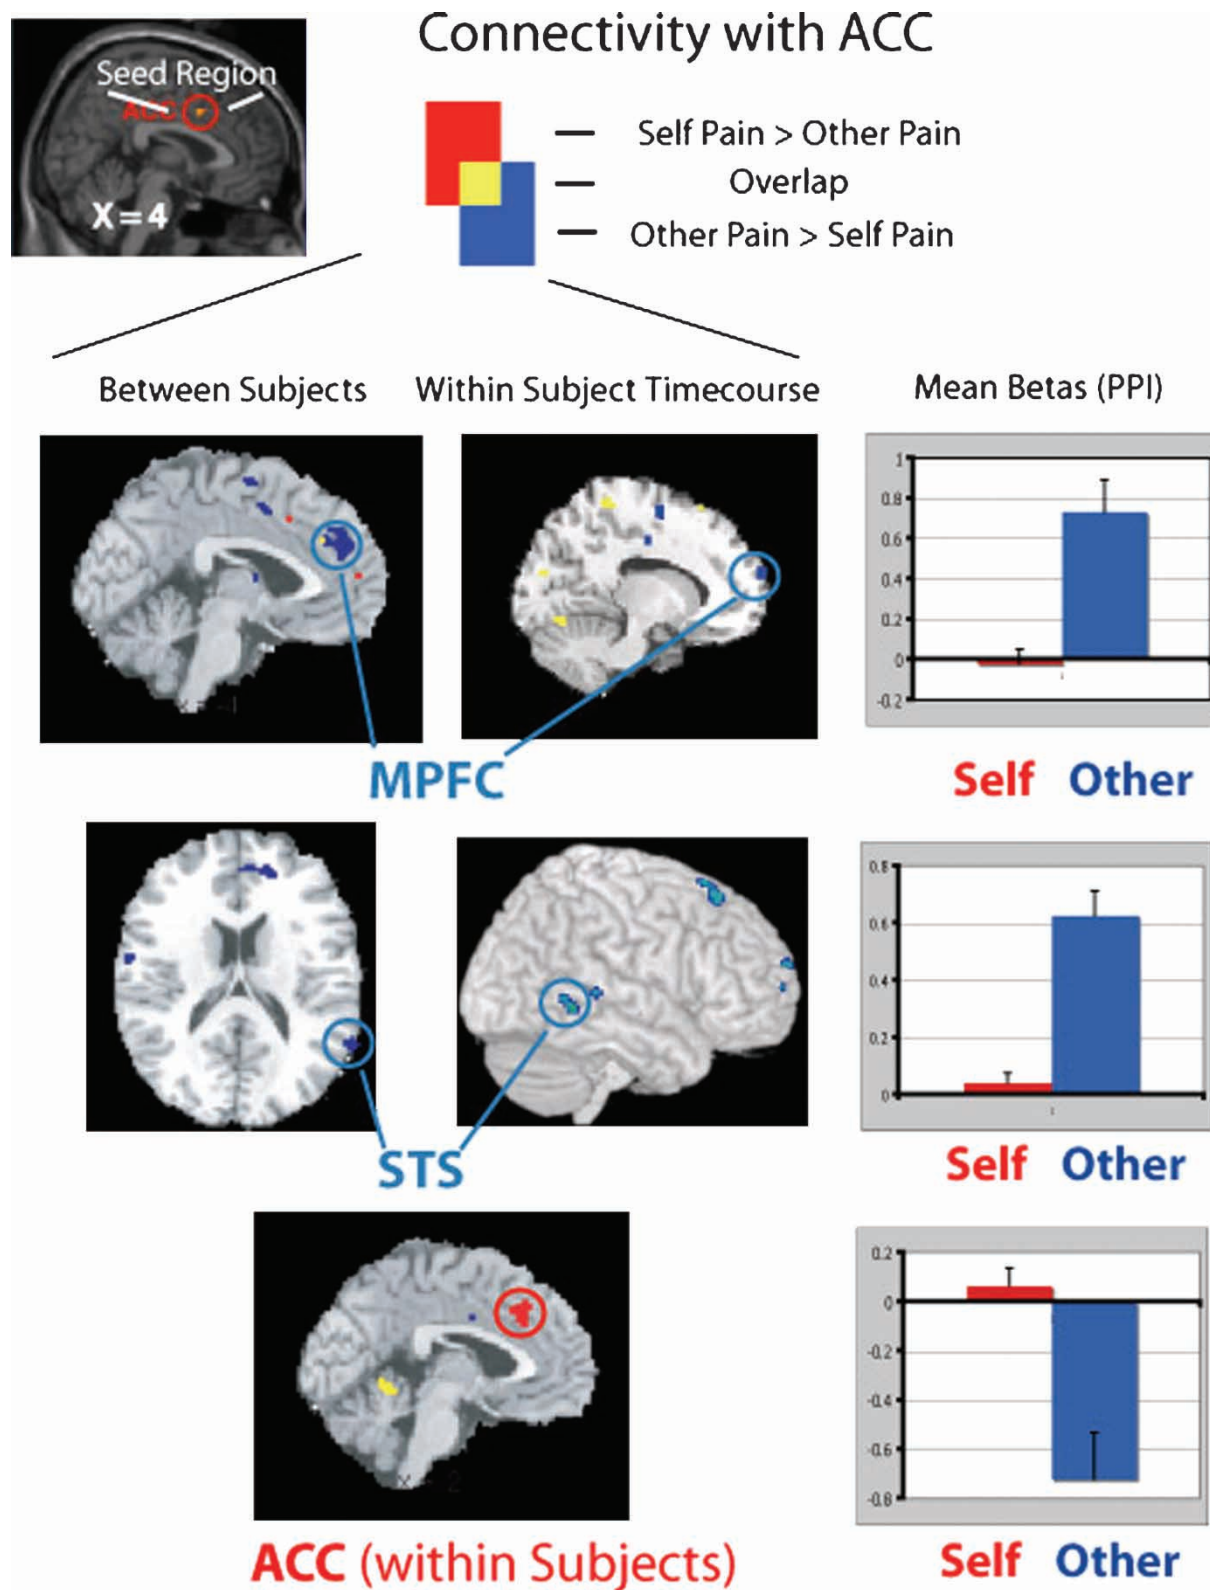 Connectivity with ACC
Seed Region
ACC
X=4
Self Pain > Other Pain
Overlap
Other Pain > Self Pain
Between Subjects
Within Subject Timecourse
Mean Betas (PPI)
1
0.8
0.6
0.4
0.2
0
-0.2
MPFC
Self Other
0.8
0.6
0.4
0.2
0
STS
Self Other
0.2
0
-0.2
-0.4
-0.6
-0.8
ACC (within Subjects)
Self Other